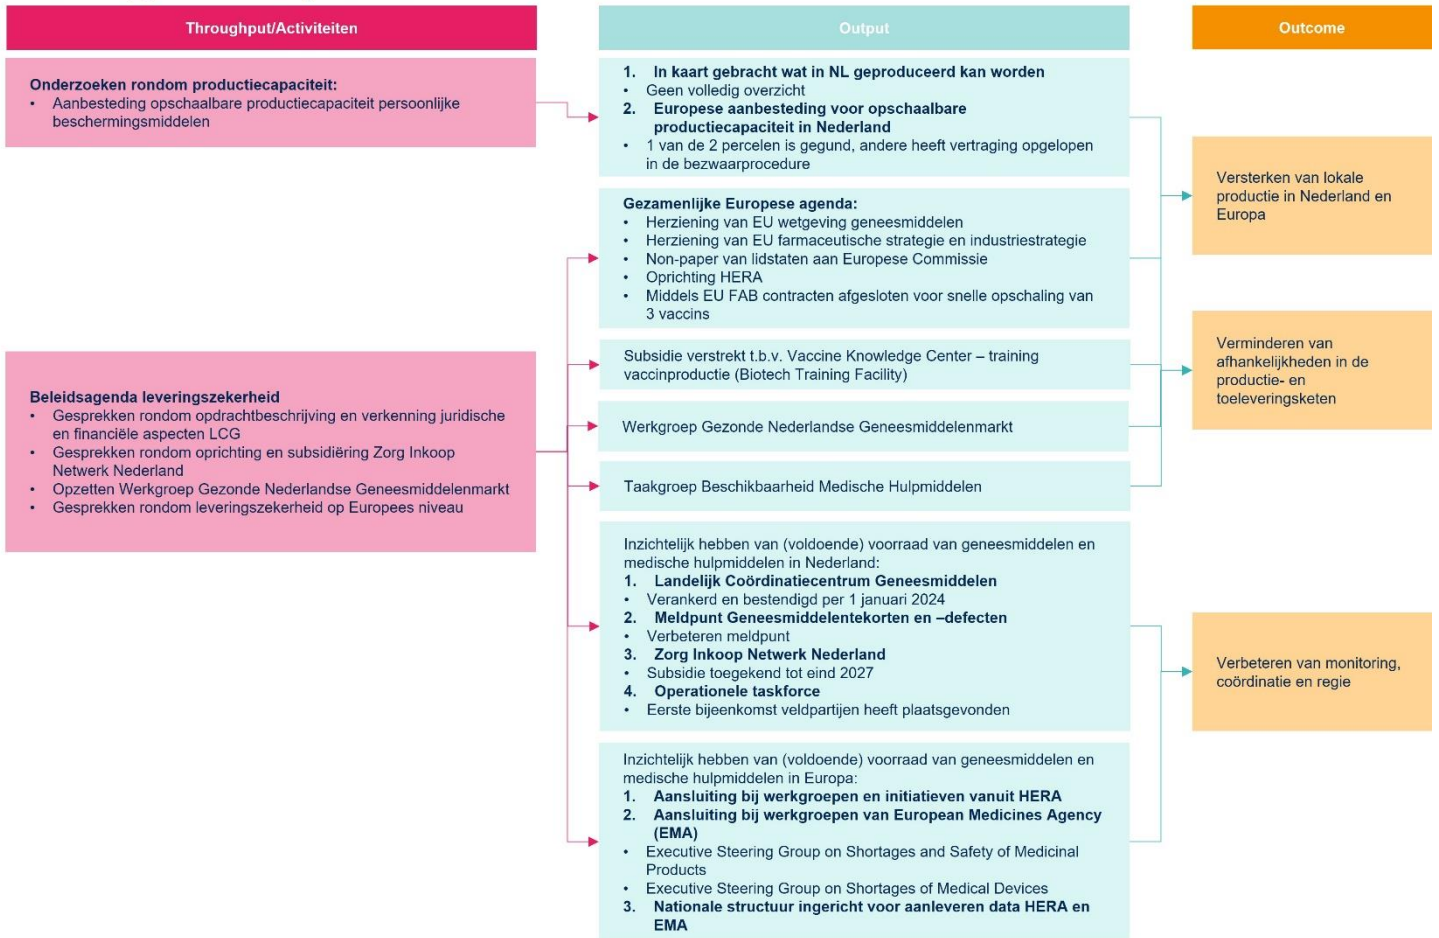 Throughput/Activiteiten
Onderzoeken rondom productiecapaciteit:
• Aanbesteding opschaalbare productiecapaciteit persoonlijke
beschermingsmiddelen
Beleidsagenda leveringszekerheid
• Gesprekken rondom opdrachtbeschrijving en verkenning juridische
en financiële aspecten LCG
• Gesprekken rondom oprichting en subsidiëring Zorg Inkoop
Netwerk Nederland
• Opzetten Werkgroep Gezonde Nederlandse Geneesmiddelenmarkt
• Gesprekken rondom leveringszekerheid op Europees niveau
Output
1. In kaart gebracht wat in NL geproduceerd kan worden
• Geen volledig overzicht
2. Europese aanbesteding voor opschaalbare
productiecapaciteit in Nederland
• 1 van de 2 percelen is gegund, andere heeft vertraging opgelopen
in de bezwaarprocedure
Gezamenlijke Europese agenda:
• Herziening van EU wetgeving geneesmiddelen
• Herziening van EU farmaceutische strategie en industriestrategie
• Non-paper van lidstaten aan Europese Commissie
• Oprichting HERA
• Middels EU FAB contracten afgesloten voor snelle opschaling van
3 vaccins
Subsidie verstrekt t.b.v. Vaccine Knowledge Center – training
vaccinproductie (Biotech Training Facility)
Werkgroep Gezonde Nederlandse Geneesmiddelenmarkt
Taakgroep Beschikbaarheid Medische Hulpmiddelen
Inzichtelijk hebben van (voldoende) voorraad van geneesmiddelen en
medische hulpmiddelen in Nederland:
1. Landelijk Coördinatiecentrum Geneesmiddelen
• Verankerd en bestendigd per 1 januari 2024
2. Meldpunt Geneesmiddelentekorten en –defecten
• Verbeteren meldpunt
3. Zorg Inkoop Netwerk Nederland
• Subsidie toegekend tot eind 2027
4. Operationele taskforce
• Eerste bijeenkomst veldpartijen heeft plaatsgevonden
Inzichtelijk hebben van (voldoende) voorraad van geneesmiddelen en
medische hulpmiddelen in Europa:
1. Aansluiting bij werkgroepen en initiatieven vanuit HERA
2. Aansluiting bij werkgroepen van European Medicines Agency
(EMA)
• Executive Steering Group on Shortages and Safety of Medicinal
Products
• Executive Steering Group on Shortages of Medical Devices
3. Nationale structuur ingericht voor aanleveren data HERA en
EMA
Outcome
Versterken van lokale
productie in Nederland en
Europa
Verminderen van
afhankelijkheden in de
productie- en
toeleveringsketen
Verbeteren van monitoring,
coördinatie en regie